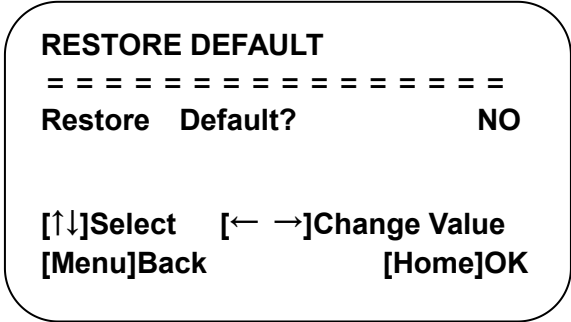 RESTORE DEFAULT
= = = = = = = = = = = = = = = =
Restore Default? NO
[↑↓]Select [← →]Change Value
[Menu]Back [Home]OK